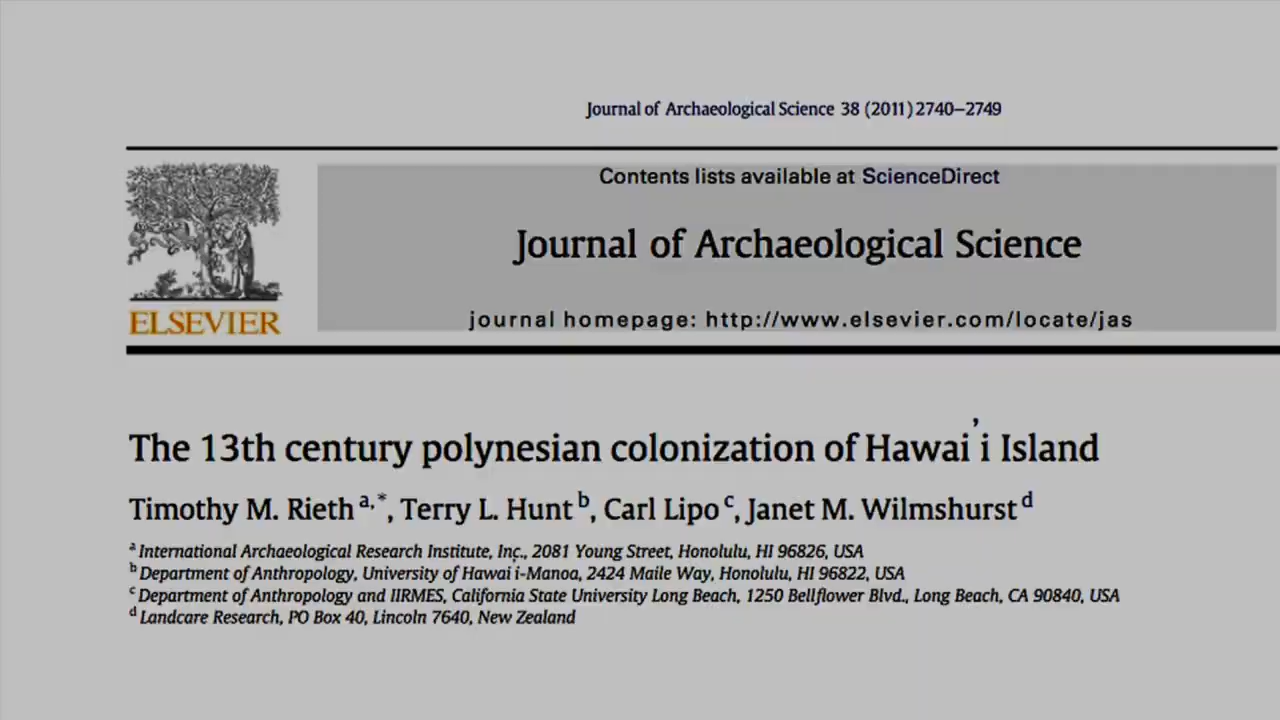 Journal of Archaeological Science 38 (2011) 2740–2749
Contents lists available at ScienceDirect
Journal of Archaeological Science
journal homepage: http://www.elsevier.com/locate/jas
ELSEVIER
The 13th century polynesian colonization of Hawai'i Island
Timothy M. Rieth a,*, Terry L. Hunt b, Carl Lipo c, Janet M. Wilmshurst d
a International Archaeological Research Institute, Inc., 2081 Young Street, Honolulu, HI 96826, USA
b Department of Anthropology, University of Hawai'i-Manoa, 2424 Maile Way, Honolulu, HI 96822, USA
c Department of Anthropology and IIRMES, California State University Long Beach, 1250 Bellflower Blvd., Long Beach, CA 90840, USA
d Landcare Research, PO Box 40, Lincoln 7640, New Zealand